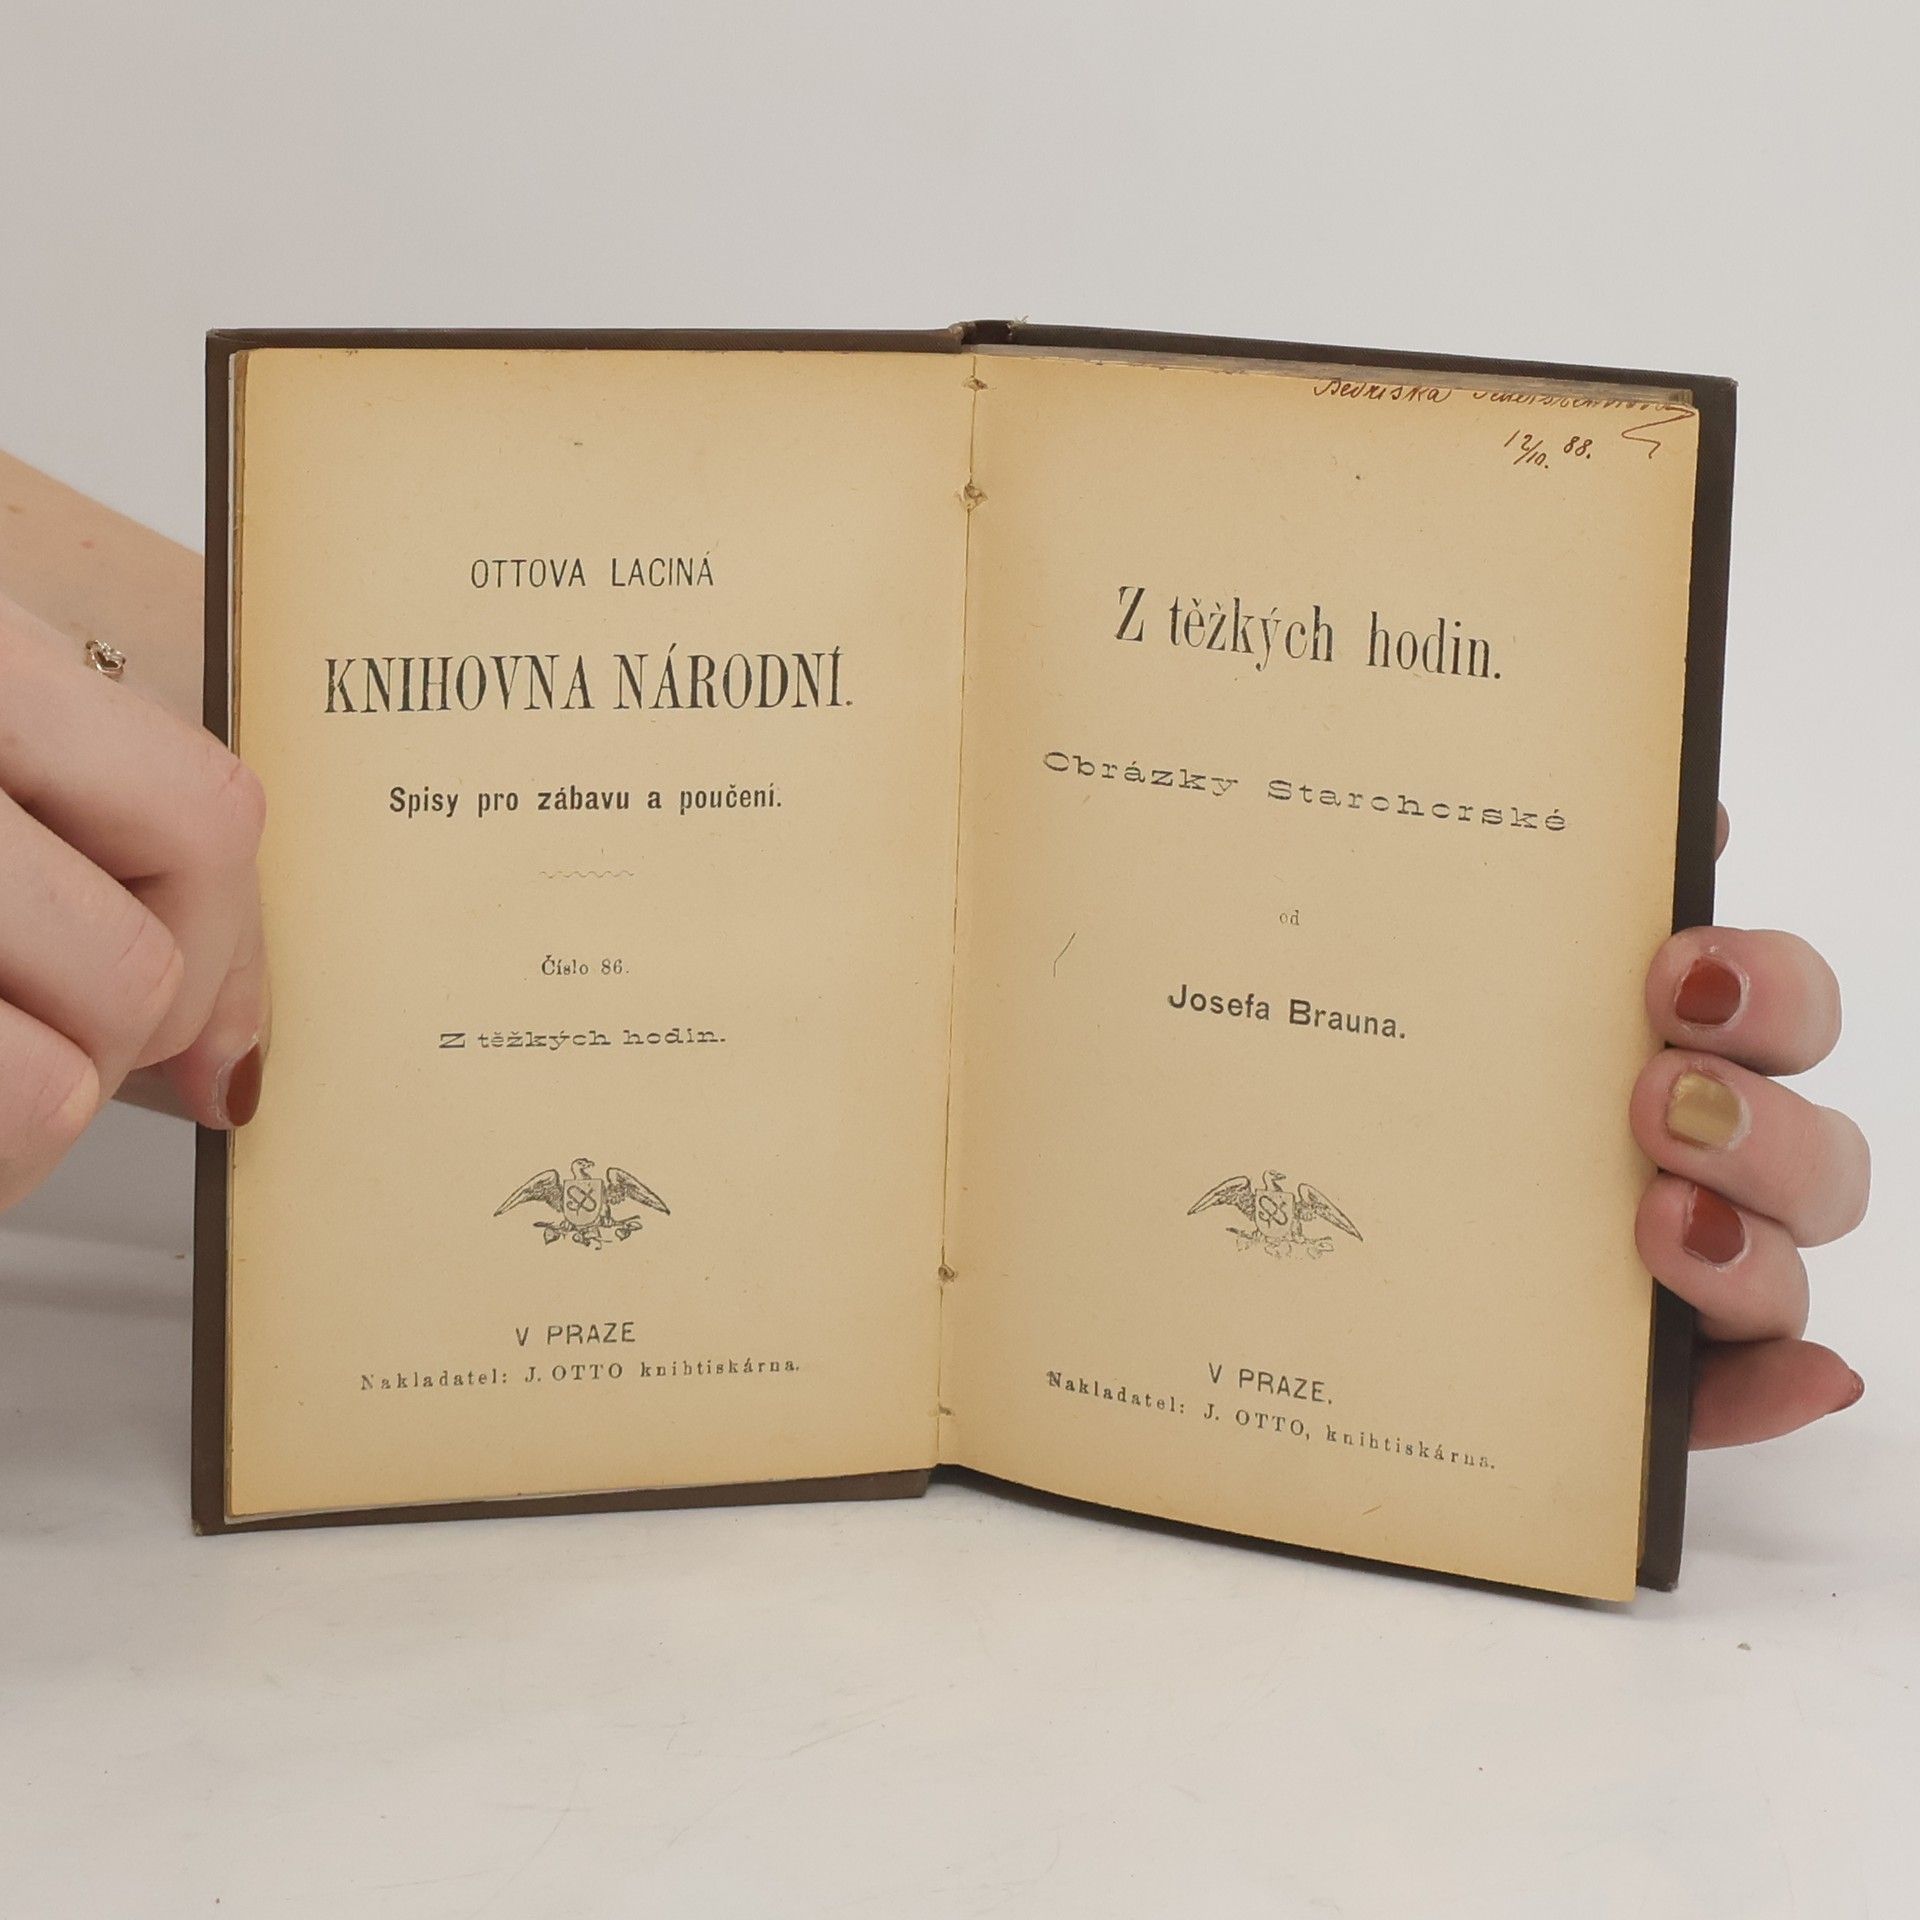 OTTOVA LACINÁ
KNIHOVNA NÁRODNÍ.
Spisy pro zábavu a poučení.
Číslo 86.
Z těžkých hodin.
V PRAZE
Nakladatel: J. OTTO knihtiskárna.
Bedriska
12/10. 88.
Z těžkých hodin.
Obrázky Starohorské
od
Josefa Brauna.
V PRAZE.
Nakladatel: J. OTTO, knihtiskárna.